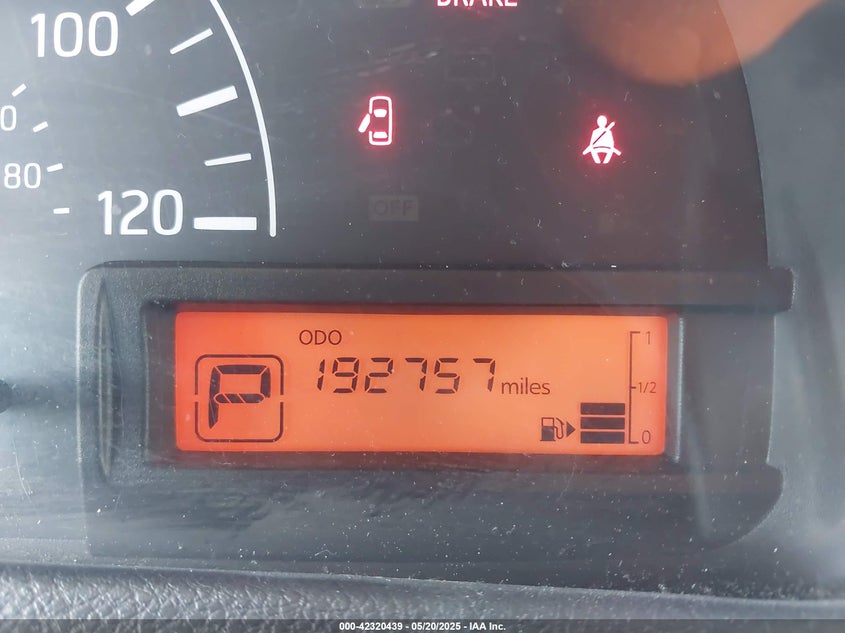 BRAKE
100
0
80
120
OFF
ODO
192757 miles
P
1
1/2
0
000-42320439 - 05/20/2025 - IAA Inc.